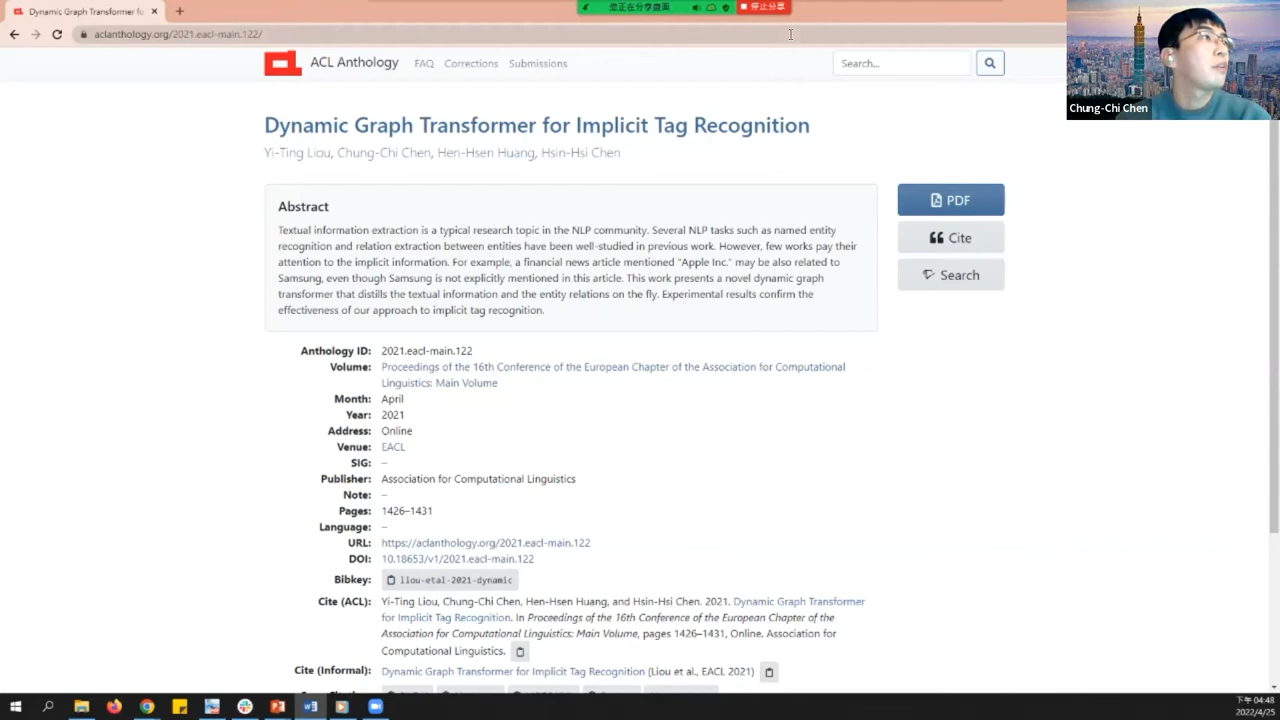 Dynamic Graph Transformer fo
您正在分享畫面
停止分享
aclanthology.org/2021.eacl-main.122/
ACL Anthology
FAQ
Corrections
Submissions
Search...
Chung-Chi Chen
Dynamic Graph Transformer for Implicit Tag Recognition
Yi-Ting Liou, Chung-Chi Chen, Hen-Hsen Huang, Hsin-Hsi Chen
Abstract
Textual information extraction is a typical research topic in the NLP community. Several NLP tasks such as named entity
recognition and relation extraction between entities have been well-studied in previous work. However, few works pay their
attention to the implicit information. For example, a financial news article mentioned "Apple Inc." may be also related to
Samsung, even though Samsung is not explicitly mentioned in this article. This work presents a novel dynamic graph
transformer that distills the textual information and the entity relations on the fly. Experimental results confirm the
effectiveness of our approach to implicit tag recognition.
PDF
Cite
Search
Anthology ID: 2021.eacl-main.122
Volume: Proceedings of the 16th Conference of the European Chapter of the Association for Computational
Linguistics: Main Volume
Month: April
Year: 2021
Address: Online
Venue: EACL
SIG: –
Publisher: Association for Computational Linguistics
Note: –
Pages: 1426–1431
Language: –
URL: https://aclanthology.org/2021.eacl-main.122
DOI: 10.18653/v1/2021.eacl-main.122
Bibkey: liou-etal-2021-dynamic
Cite (ACL): Yi-Ting Liou, Chung-Chi Chen, Hen-Hsen Huang, and Hsin-Hsi Chen. 2021. Dynamic Graph Transformer
for Implicit Tag Recognition. In Proceedings of the 16th Conference of the European Chapter of the
Association for Computational Linguistics: Main Volume, pages 1426–1431, Online. Association for
Computational Linguistics.
Cite (Informal): Dynamic Graph Transformer for Implicit Tag Recognition (Liou et al., EACL 2021)
下午 04:48
2022/4/25